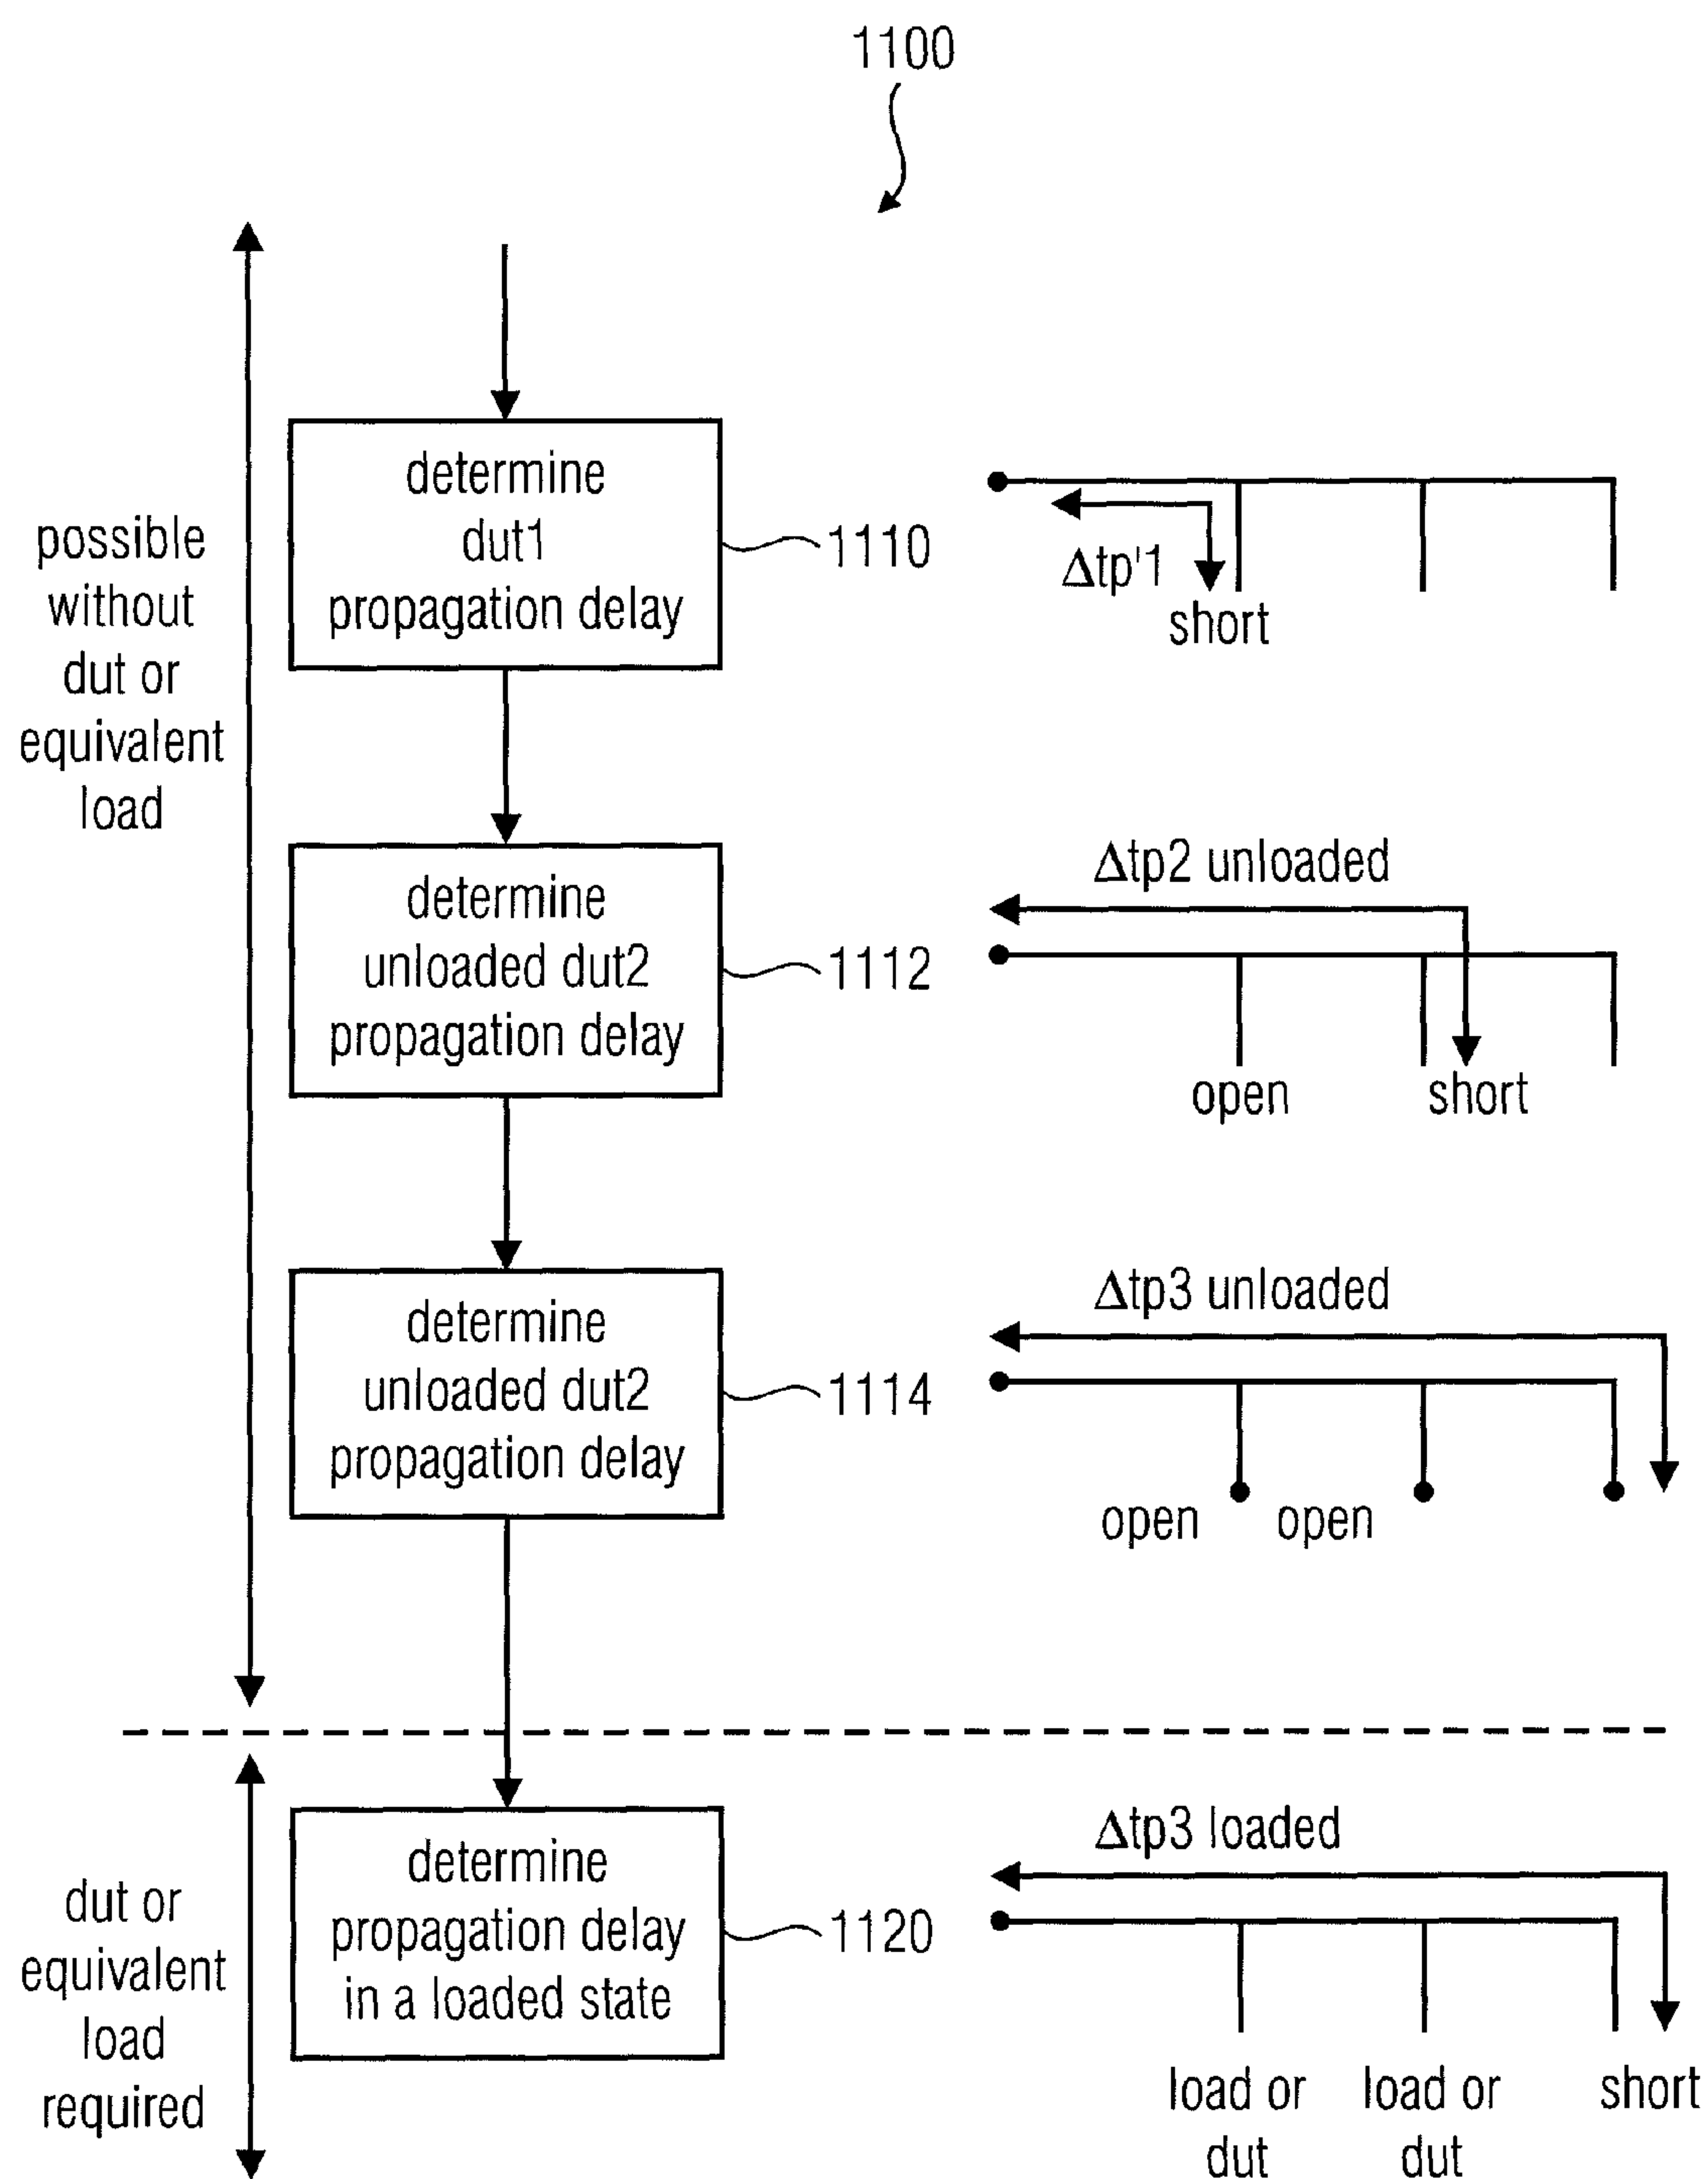 1100
possible
without
dut or
equivalent
load
determine
dut1
propagation delay
1110
Δtp'1
short
determine
unloaded dut2
propagation delay
1112
Δtp2 unloaded
open short
determine
unloaded dut2
propagation delay
1114
Δtp3 unloaded
open open
dut or
equivalent
load
required
determine
propagation delay
in a loaded state
1120
Δtp3 loaded
load or load or short
dut dut